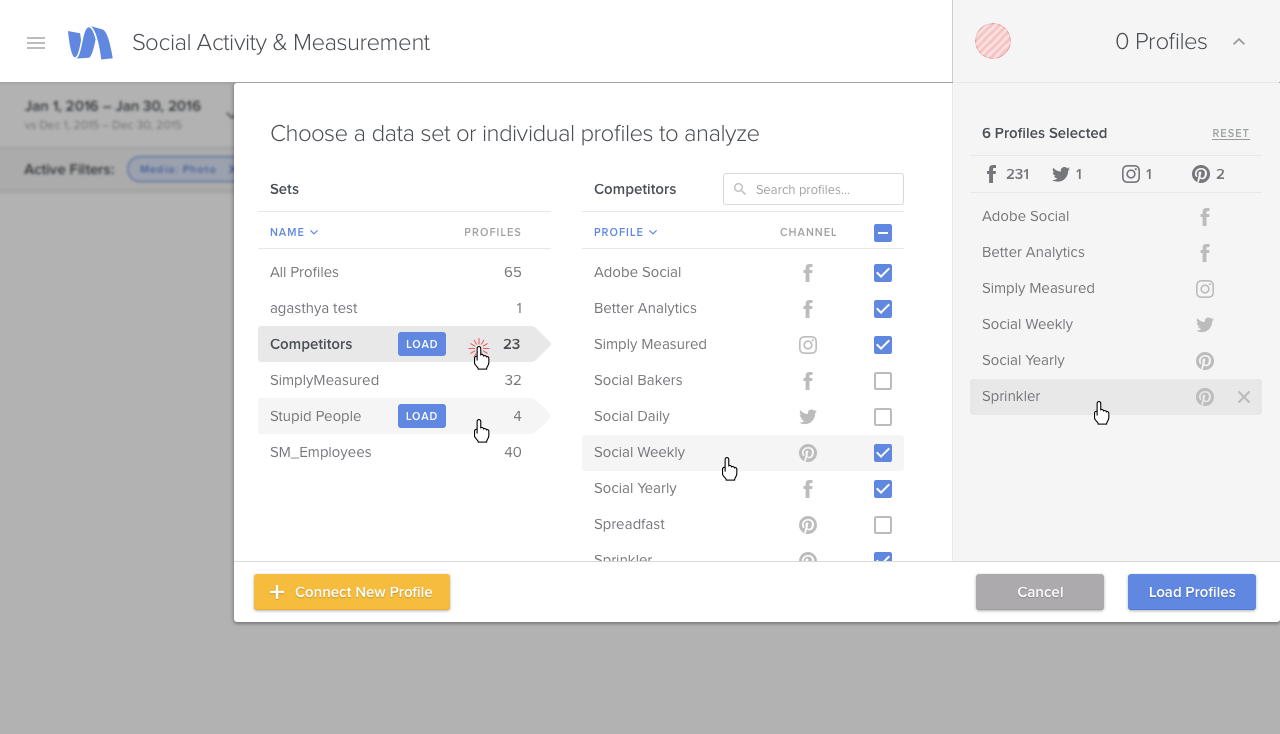 Social Activity & Measurement
0 Profiles
Jan 1, 2016 – Jan 30, 2016
vs Dec 1, 2015 – Dec 30, 2015
Active Filters:
Media: Photo
Choose a data set or individual profiles to analyze
Sets
NAME
PROFILES
All Profiles 65
agasthya test 1
Competitors LOAD 23
SimplyMeasured 32
Stupid People LOAD 4
SM_Employees 40
Competitors
Search profiles...
PROFILE
CHANNEL
Adobe Social
Better Analytics
Simply Measured
Social Bakers
Social Daily
Social Weekly
Social Yearly
Spreadfast
Sprinkler
6 Profiles Selected
RESET
231 1 1 2
Adobe Social
Better Analytics
Simply Measured
Social Weekly
Social Yearly
Sprinkler
Connect New Profile
Cancel
Load Profiles